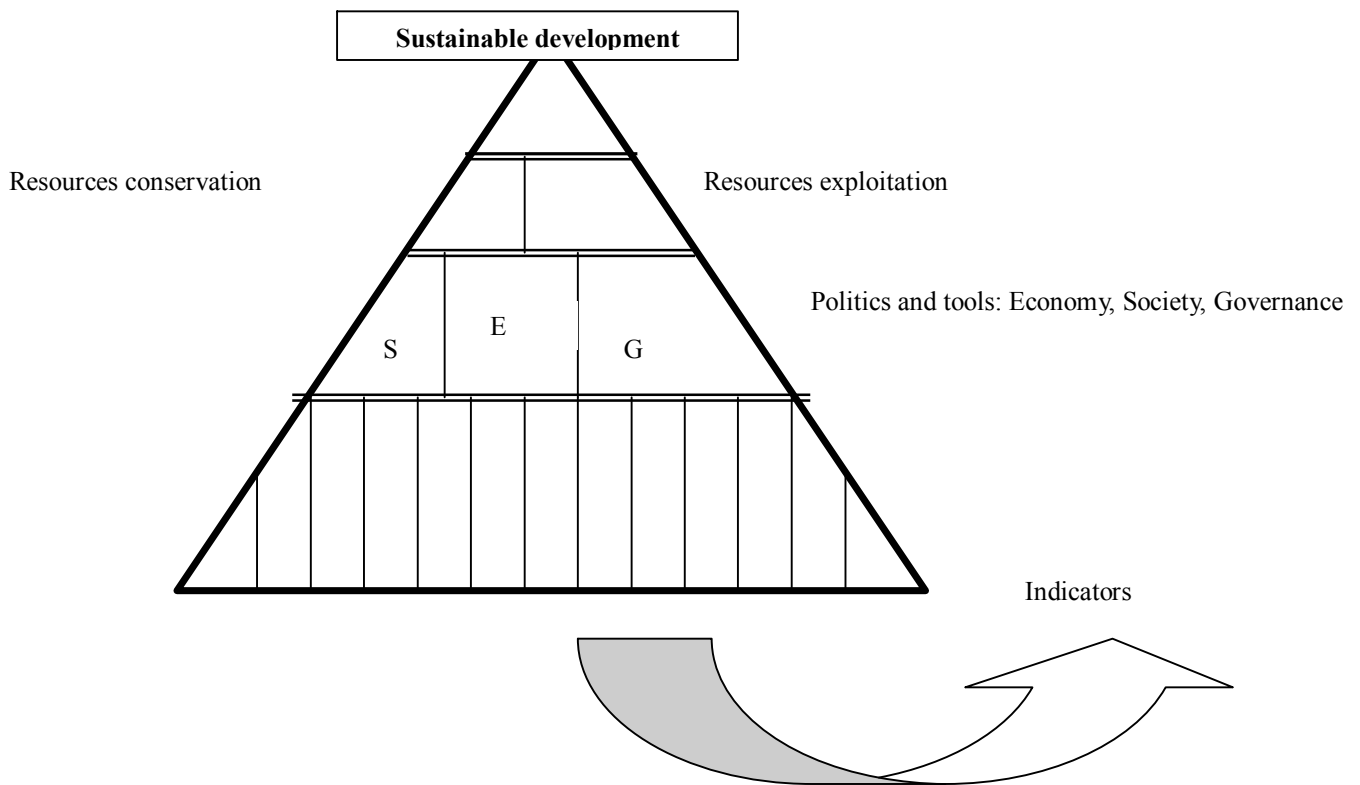 Sustainable development
Resources conservation
Resources exploitation
Politics and tools: Economy, Society, Governance
S
E
G
Indicators